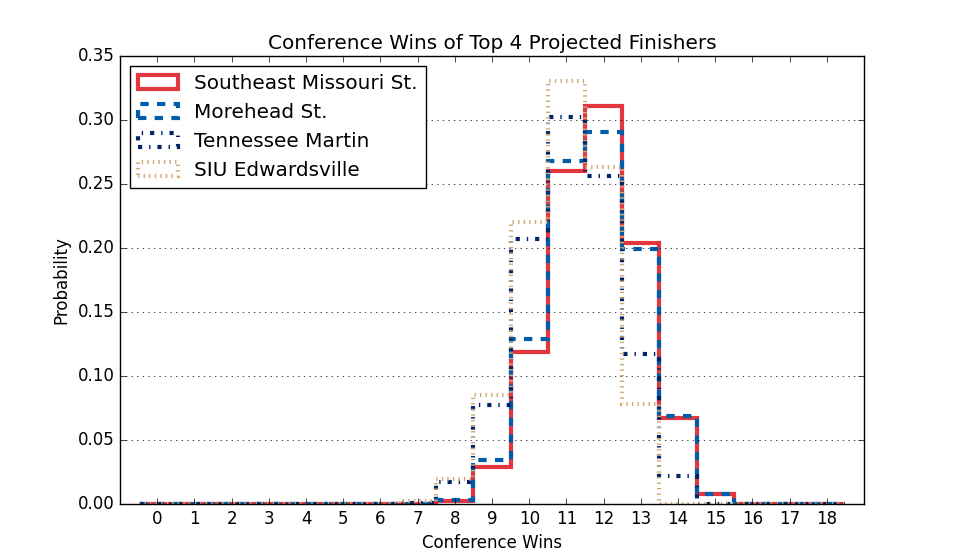 Conference Wins of Top 4 Projected Finishers
0.35
0.30
0.25
0.20
0.15
0.10
0.05
0.00
Probability
Southeast Missouri St.
Morehead St.
Tennessee Martin
SIU Edwardsville
0 1 2 3 4 5 6 7 8 9 10 11 12 13 14 15 16 17 18
Conference Wins